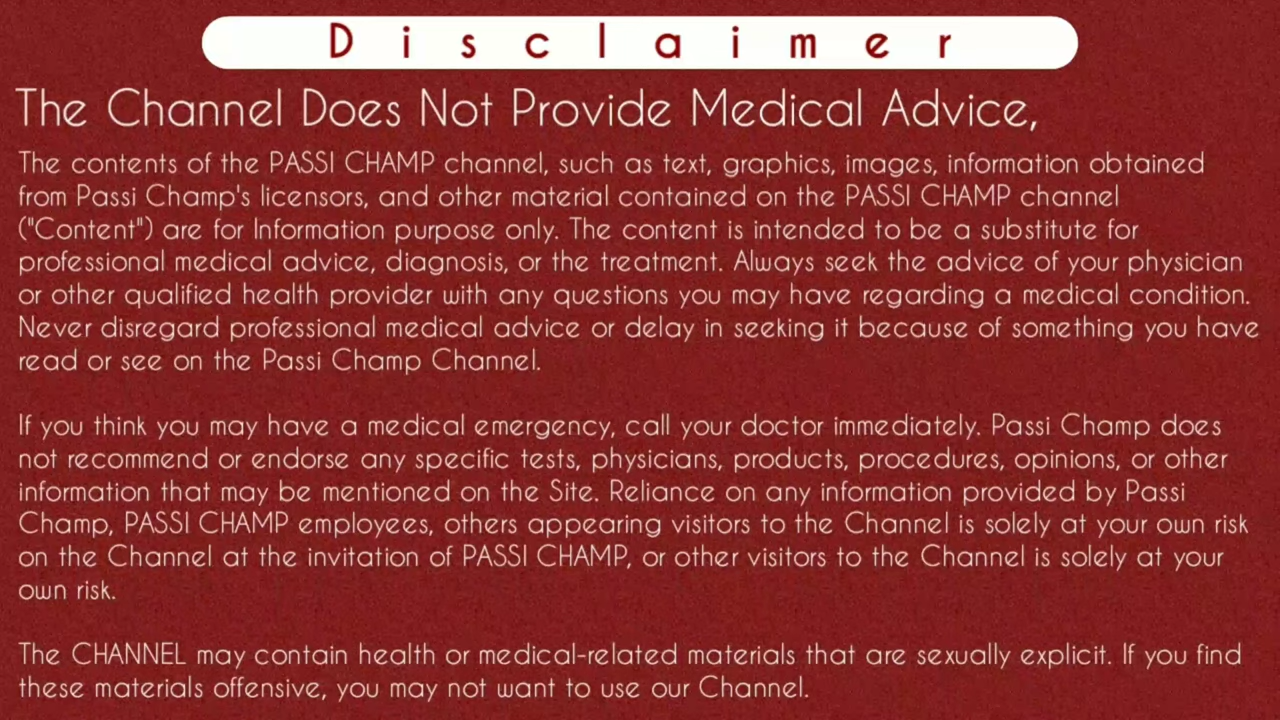 Disclaimer
The Channel Does Not Provide Medical Advice,
The contents of the PASSI CHAMP channel, such as text, graphics, images, information obtained
from Passi Champ's licensors, and other material contained on the PASSI CHAMP channel
("Content") are for Information purpose only. The content is intended to be a substitute for
professional medical advice, diagnosis, or the treatment. Always seek the advice of your physician
or other qualified health provider with any questions you may have regarding a medical condition.
Never disregard professional medical advice or delay in seeking it because of something you have
read or see on the Passi Champ Channel.
If you think you may have a medical emergency, call your doctor immediately. Passi Champ does
not recommend or endorse any specific tests, physicians, products, procedures, opinions, or other
information that may be mentioned on the Site. Reliance on any information provided by Passi
Champ, PASSI CHAMP employees, others appearing visitors to the Channel is solely at your own risk
on the Channel at the invitation of PASSI CHAMP, or other visitors to the Channel is solely at your
own risk.
The CHANNEL may contain health or medical-related materials that are sexually explicit. If you find
these materials offensive, you may not want to use our Channel.